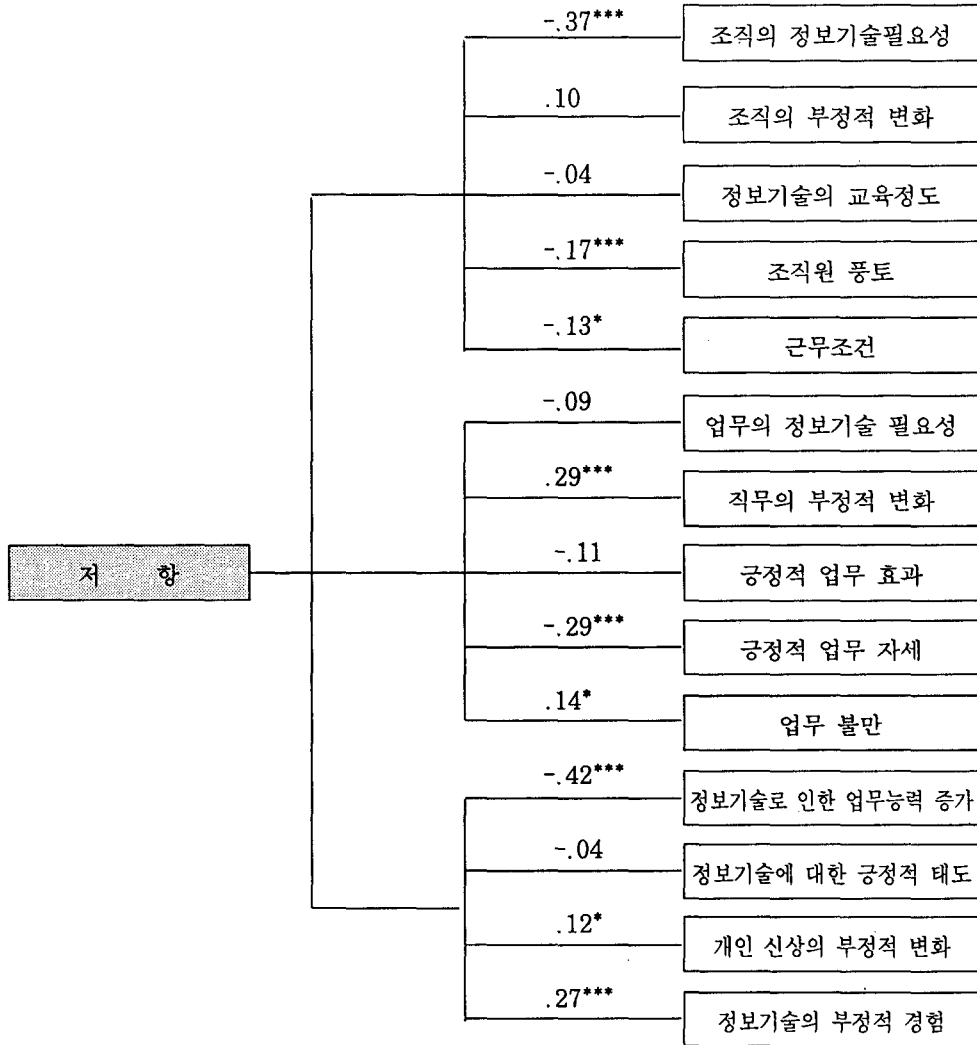 -.37***
조직의 정보기술필요성
.10
조직의 부정적 변화
-.04
정보기술의 교육정도
-.17***
조직원 풍토
-.13*
근무조건
-.09
업무의 정보기술 필요성
.29***
직무의 부정적 변화
저 항
-.11
긍정적 업무 효과
-.29***
긍정적 업무 자세
.14*
업무 불만
-.42***
정보기술로 인한 업무능력 증가
-.04
정보기술에 대한 긍정적 태도
.12*
개인 신상의 부정적 변화
.27***
정보기술의 부정적 경험